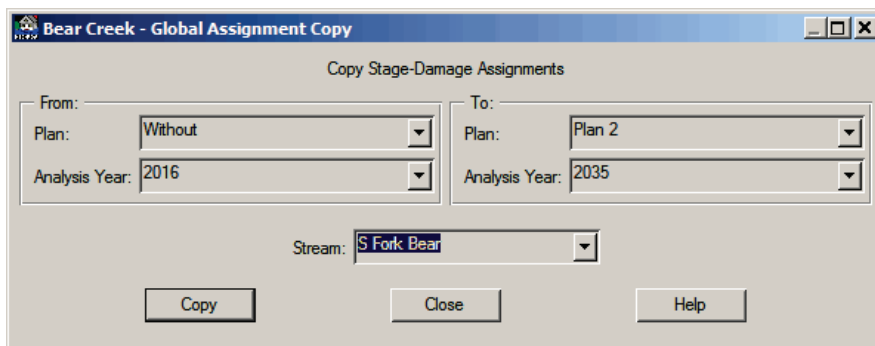 Bear Creek - Global Assignment Copy
Copy Stage-Damage Assignments
From:
Plan: Without
Analysis Year: 2016
To:
Plan: Plan 2
Analysis Year: 2035
Stream: S Fork Bear
Copy Close Help